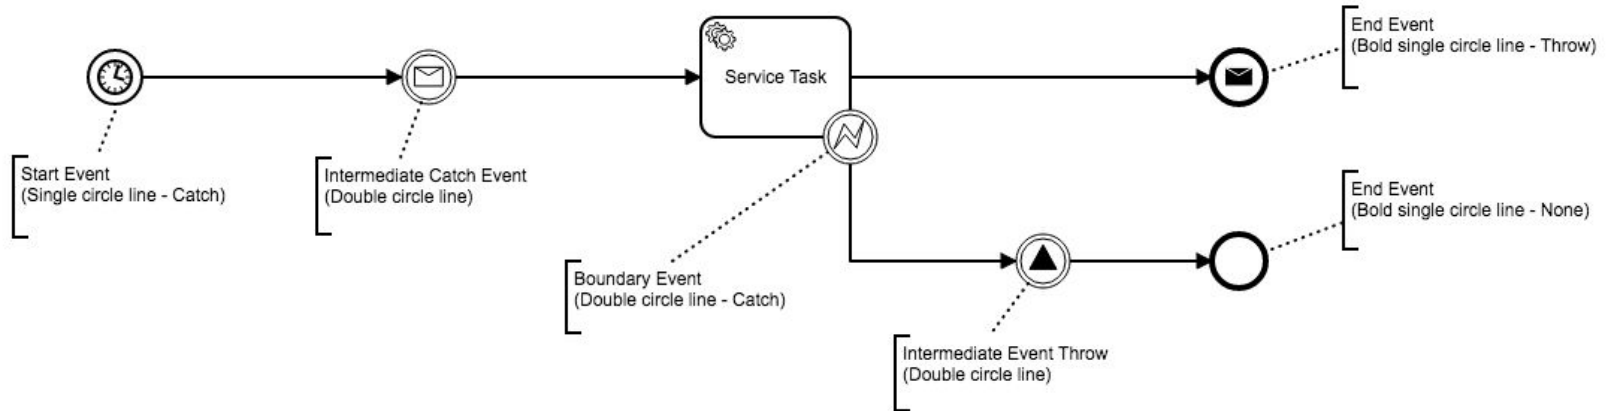 Start Event
(Single circle line - Catch)
Intermediate Catch Event
(Double circle line)
Service Task
Boundary Event
(Double circle line - Catch)
Intermediate Event Throw
(Double circle line)
End Event
(Bold single circle line - Throw)
End Event
(Bold single circle line - None)